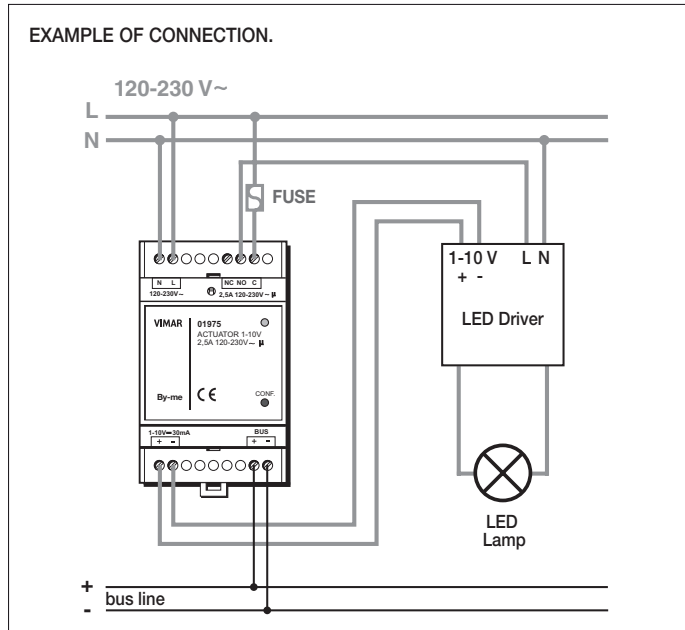 EXAMPLE OF CONNECTION.
120-230 V~
L
N
FUSE
N L
NC NO C
120-230V~
2,5A 120-230V~ µ
1-10 V
L N
+ -
LED Driver
VIMAR
01975
ACTUATOR 1-10V
2,5A 120-230V~ µ
By-me
CE
CONF.
1-10V⎓30mA
BUS
+ -
+ -
LED
Lamp
+
bus line
-